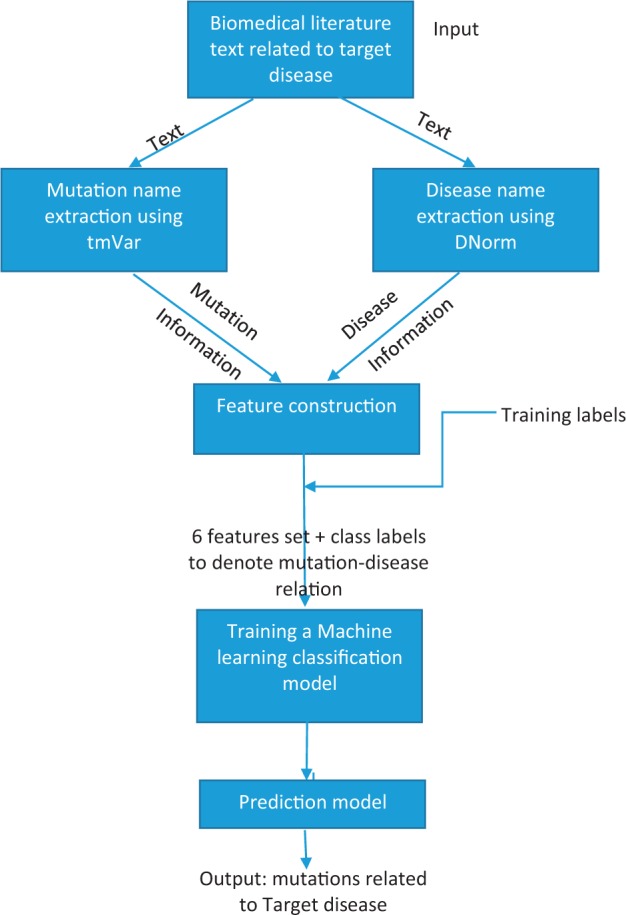 Biomedical literature
text related to target
disease
Input
Text
Text
Mutation name
extraction using
tmVar
Disease name
extraction using
DNorm
Mutation
Information
Disease
Information
Feature construction
Training labels
6 features set + class labels
to denote mutation-disease
relation
Training a Machine
learning classification
model
Prediction model
Output: mutations related
to Target disease